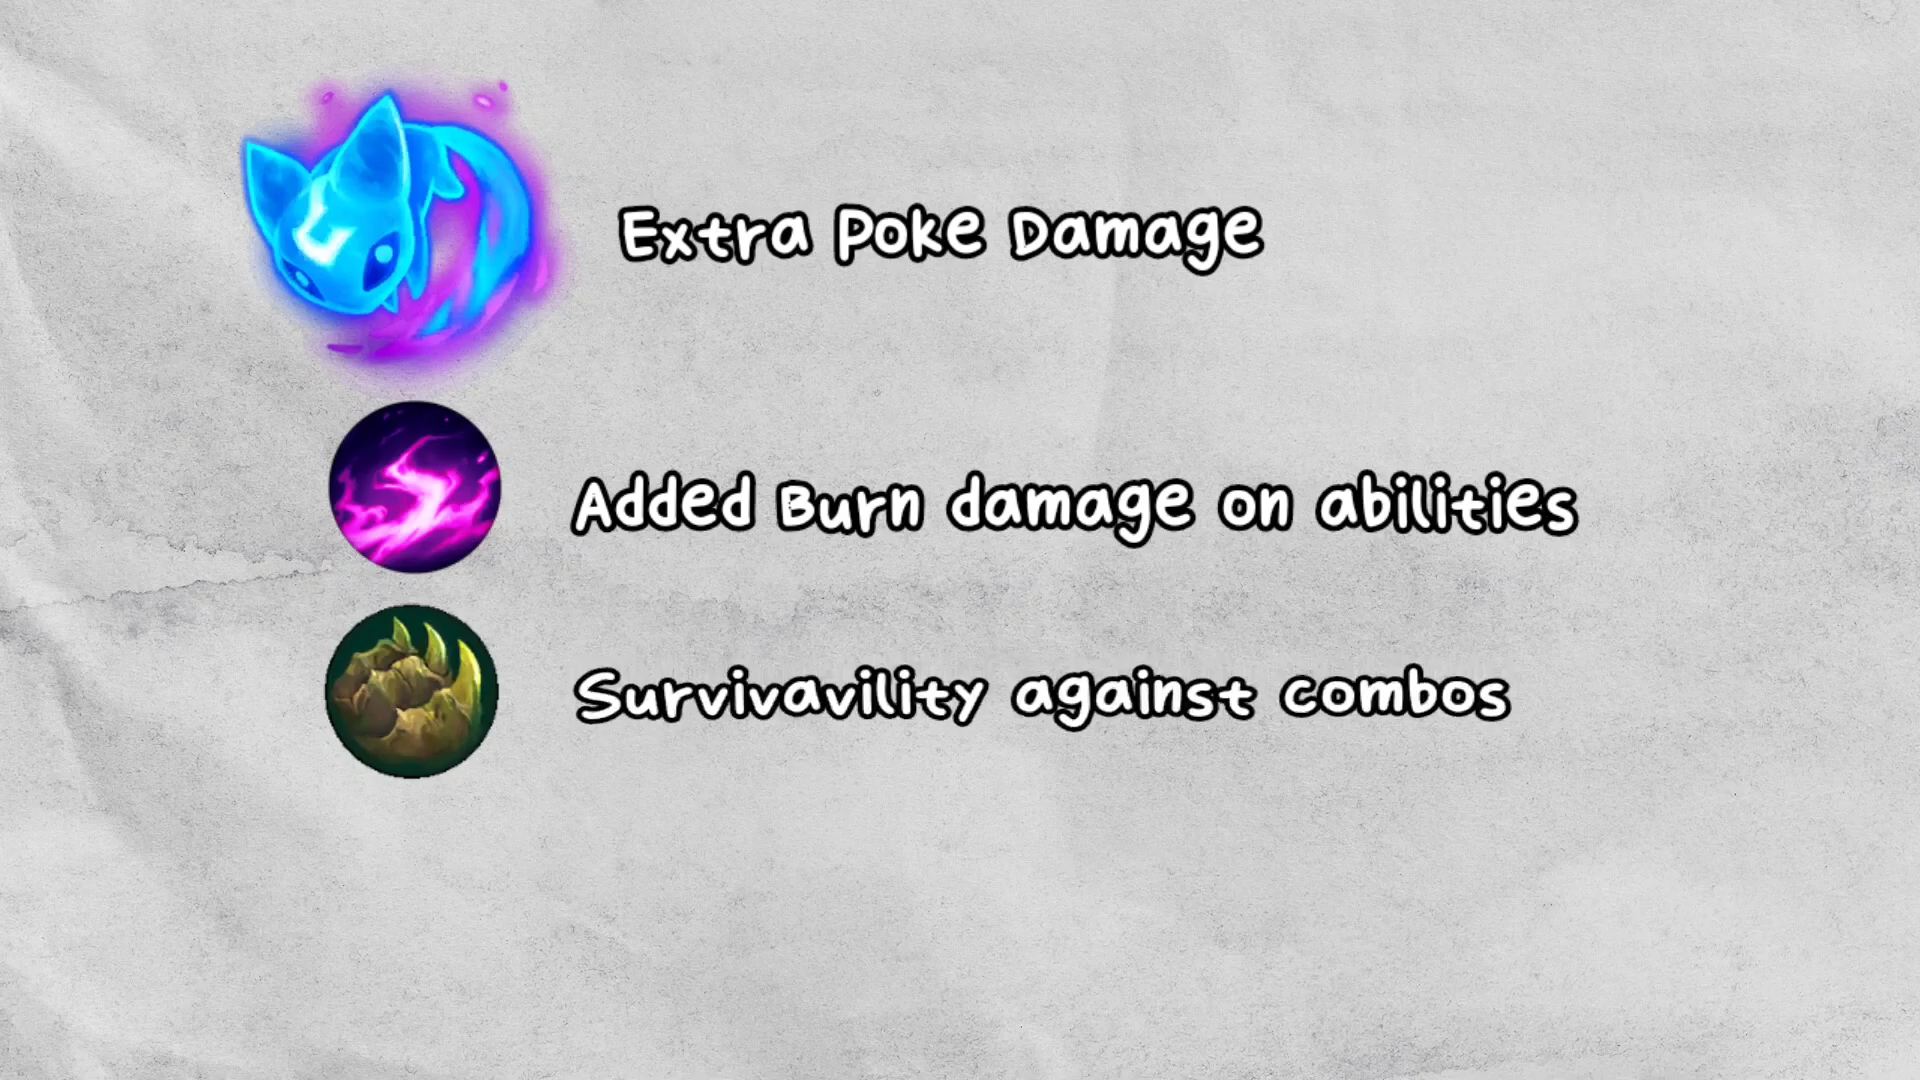 Extra Poke Damage
Added Burn damage on abilities
Survivavility against combos